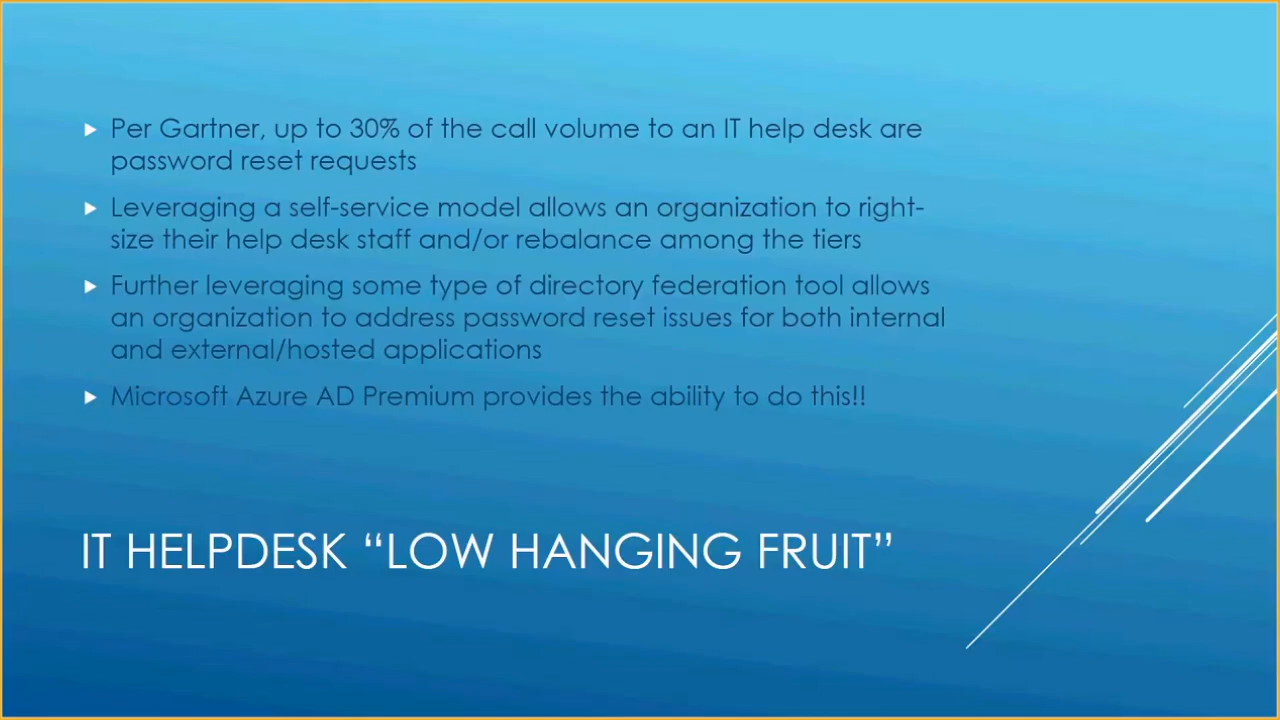 Per Gartner, up to 30% of the call volume to an IT help desk are
password reset requests
Leveraging a self-service model allows an organization to right-
size their help desk staff and/or rebalance among the tiers
Further leveraging some type of directory federation tool allows
an organization to address password reset issues for both internal
and external/hosted applications
Microsoft Azure AD Premium provides the ability to do this!!
IT HELPDESK “LOW HANGING FRUIT”